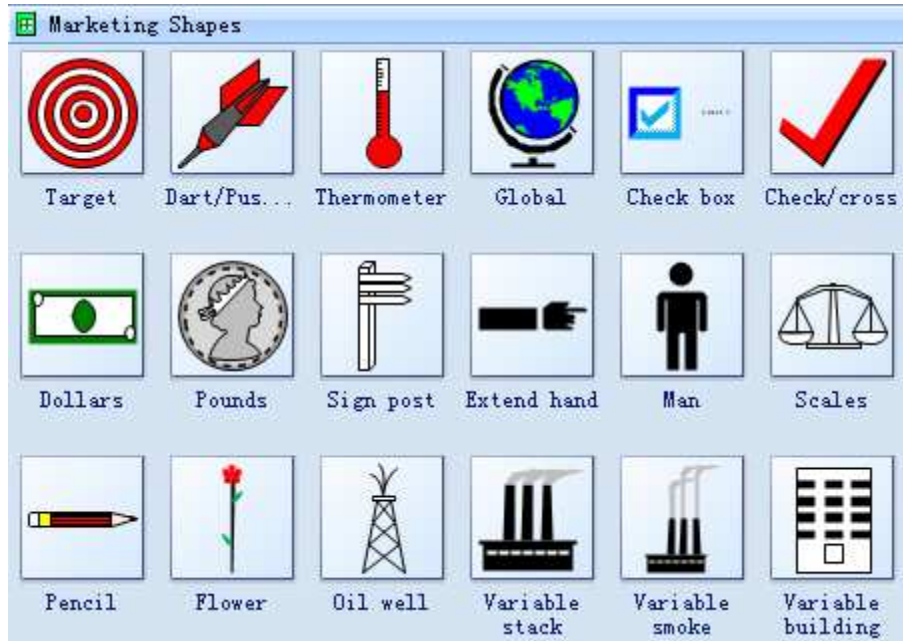 Marketing Shapes
Target Dart/Pus... Thermometer Global Check box Check/cross
Dollars Pounds Sign post Extend hand Man Scales
Pencil Flower Oil well Variable stack Variable smoke Variable building